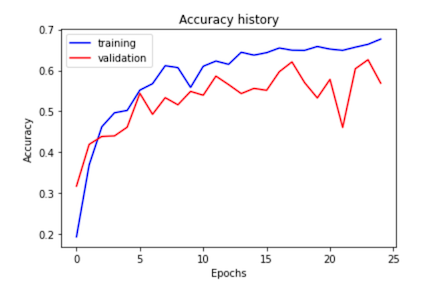 Accuracy history
training
validation
Accuracy
0.7
0.6
0.5
0.4
0.3
0.2
0 5 10 15 20 25
Epochs